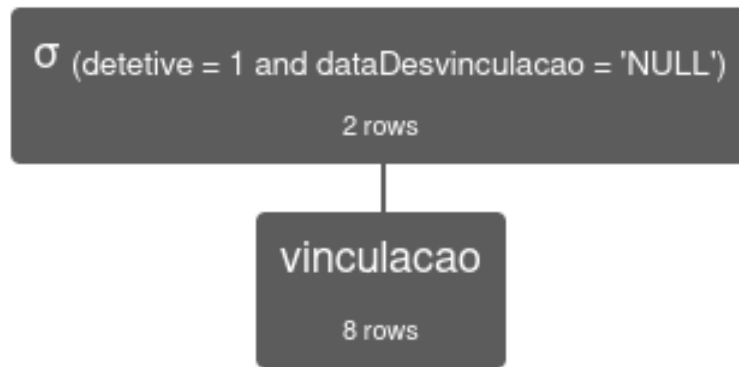 σ (detetive = 1 and dataDesvinculacao = 'NULL')
2 rows
vinculacao
8 rows